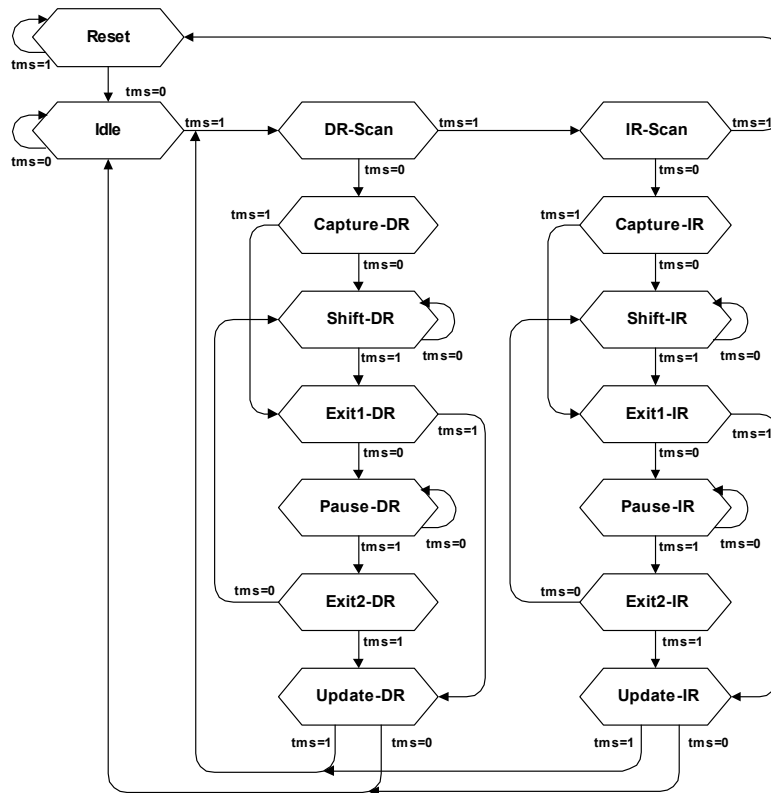 Reset
tms=1
tms=0
Idle
tms=1
DR-Scan
tms=1
IR-Scan
tms=1
tms=0
tms=0
tms=0
tms=1
Capture-DR
tms=1
Capture-IR
tms=0
tms=0
Shift-DR
Shift-IR
tms=1
tms=0
tms=1
tms=0
Exit1-DR
tms=1
Exit1-IR
tms=1
tms=0
tms=0
Pause-DR
Pause-IR
tms=1
tms=0
tms=1
tms=0
tms=0
Exit2-DR
tms=0
Exit2-IR
tms=1
tms=1
Update-DR
Update-IR
tms=1
tms=0
tms=1
tms=0